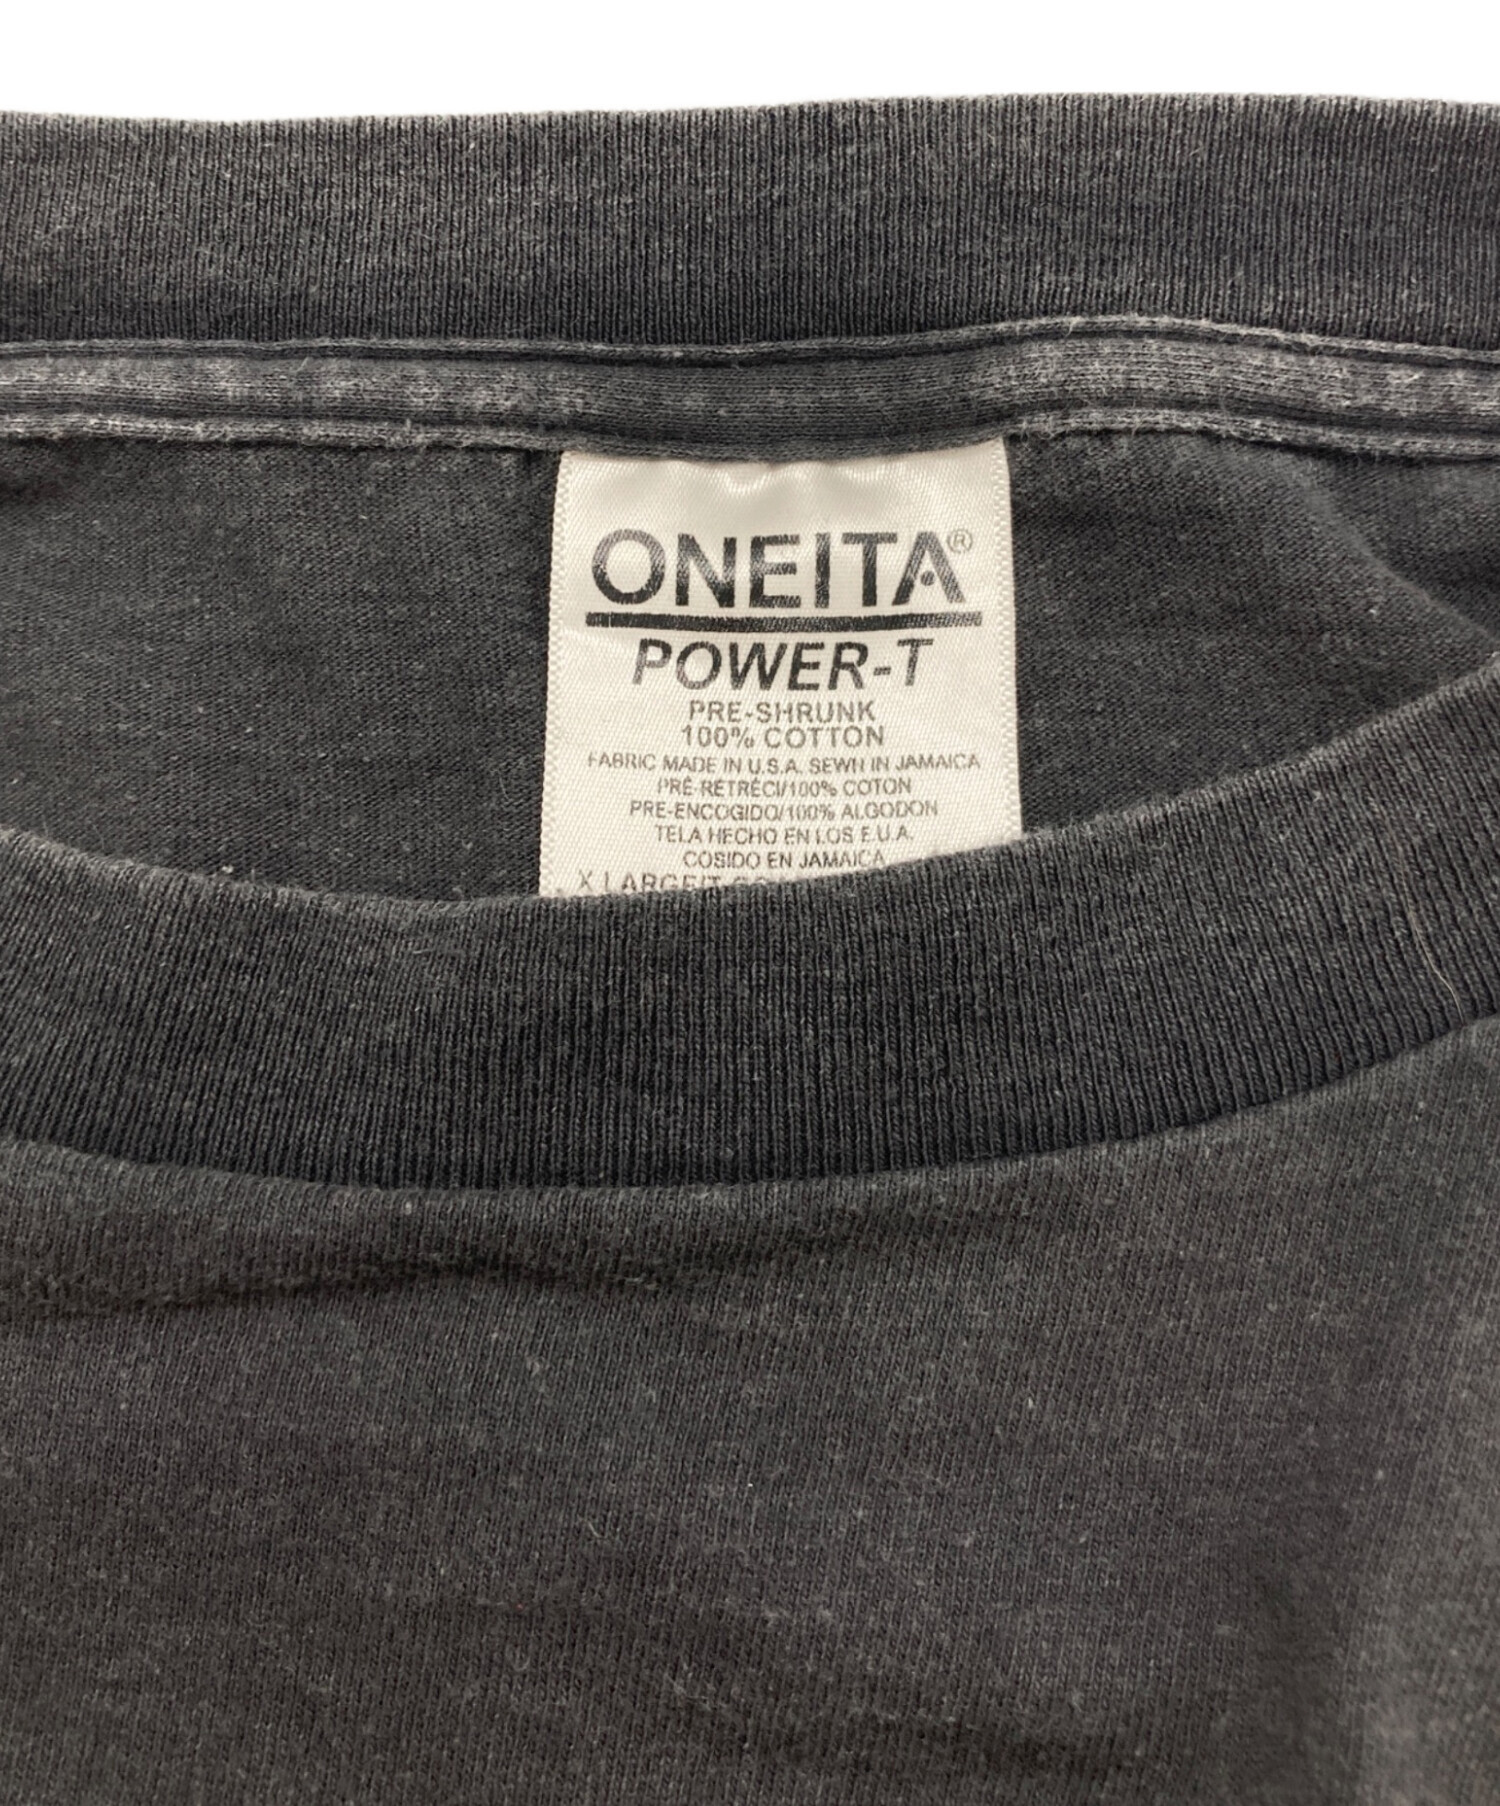 ONEITA®
POWER-T
PRE-SHRUNK
100% COTTON
FABRIC MADE IN U.S.A. SEWN IN JAMAICA
PRÉ-RÉTRÉCI/100% COTON
PRE-ENCOGIDO/100% ALGODON
TELA HECHO EN LOS E.U.A.
COSIDO EN JAMAICA
X LARGE